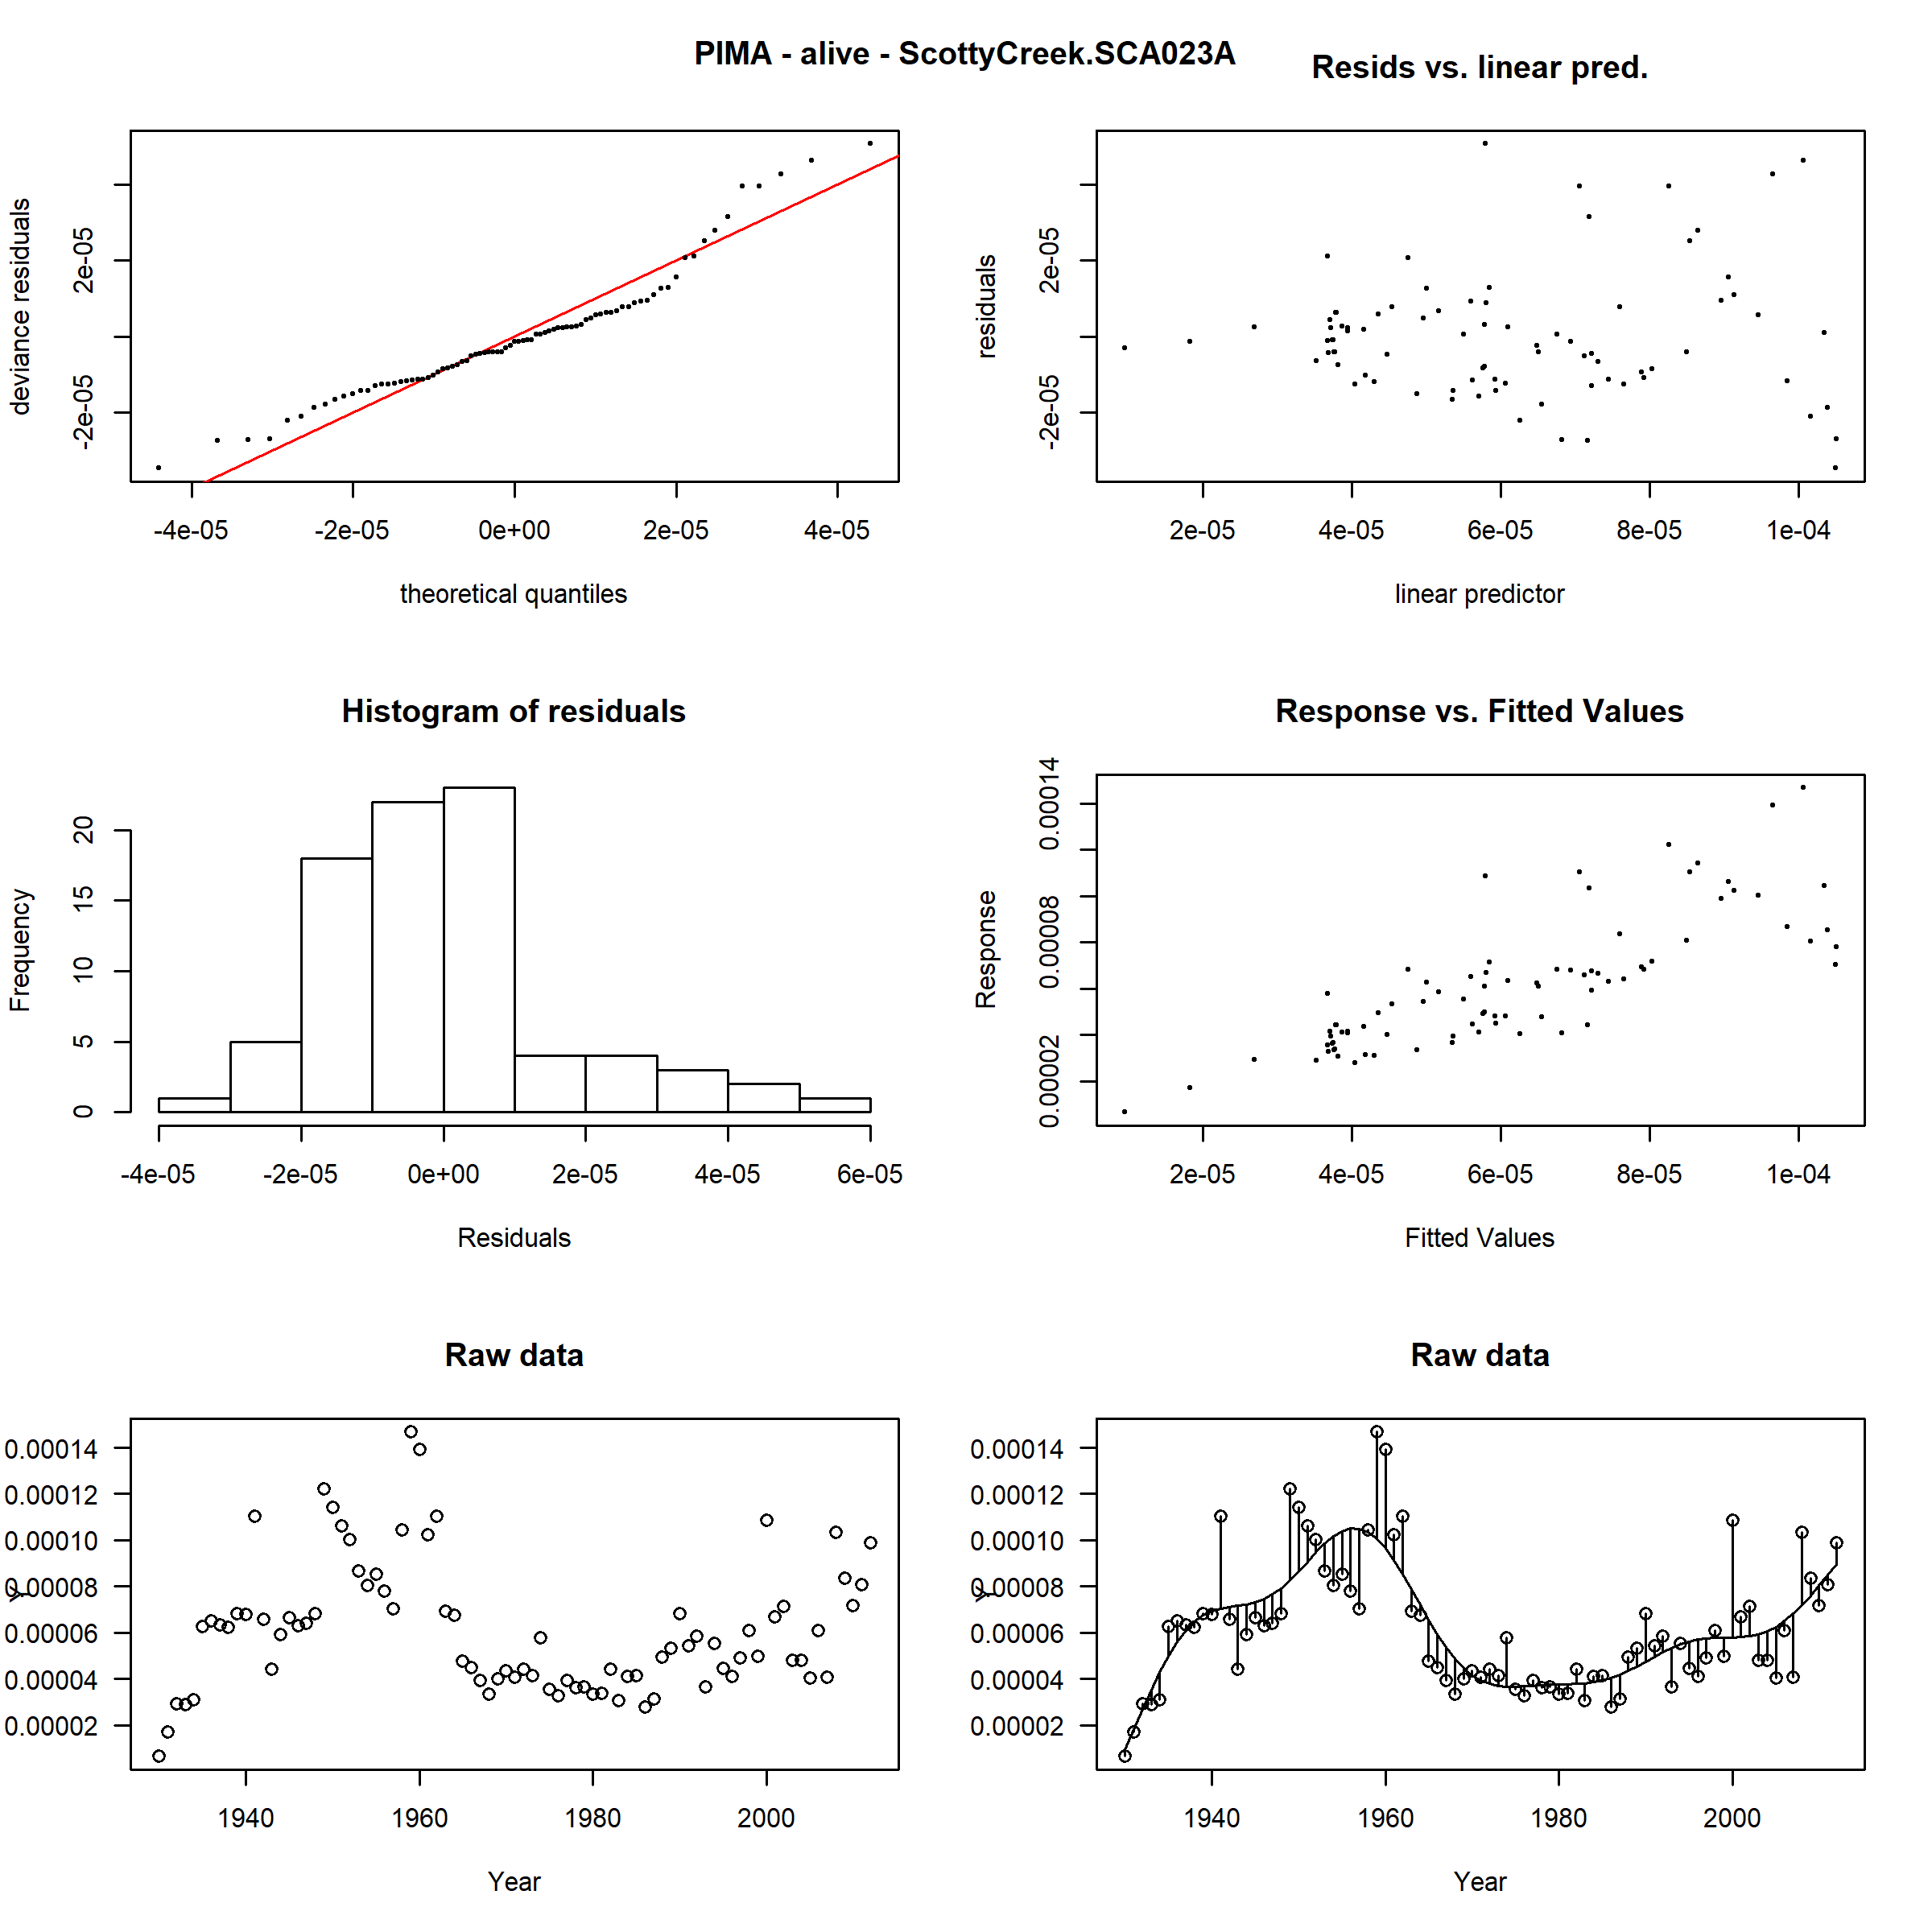 PIMA - alive - ScottyCreek.SCA023A
Resids vs. linear pred.
deviance residuals
2e-05
-2e-05
-4e-05 -2e-05 0e+00 2e-05 4e-05
theoretical quantiles
residuals
2e-05
-2e-05
2e-05 4e-05 6e-05 8e-05 1e-04
linear predictor
Histogram of residuals
Frequency
20
15
10
5
0
-4e-05 -2e-05 0e+00 2e-05 4e-05 6e-05
Residuals
Response vs. Fitted Values
Response
0.00014
0.00008
0.00002
2e-05 4e-05 6e-05 8e-05 1e-04
Fitted Values
Raw data
Y
0.00014
0.00012
0.00010
0.00008
0.00006
0.00004
0.00002
1940 1960 1980 2000
Year
Raw data
Y
0.00014
0.00012
0.00010
0.00008
0.00006
0.00004
0.00002
1940 1960 1980 2000
Year